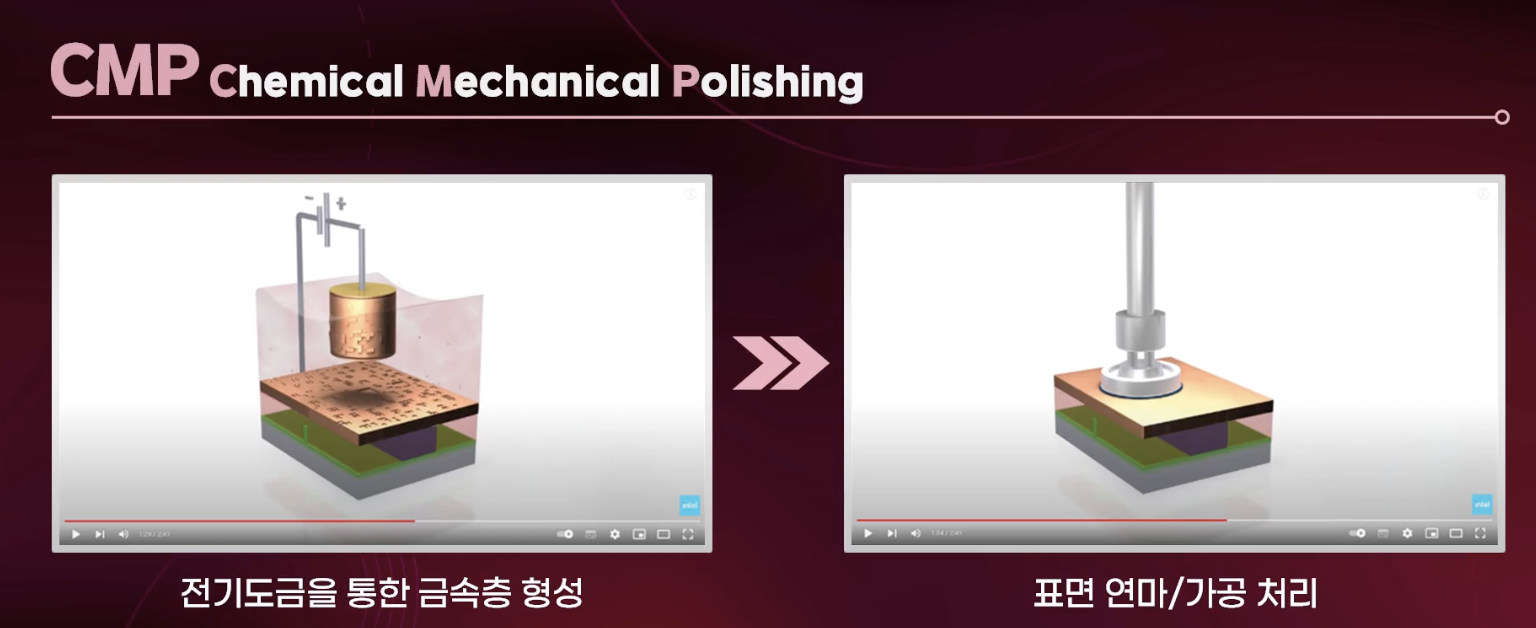 CMP Chemical Mechanical Polishing
- +
intel
1:29 / 2:41
intel
1:34 / 2:41
전기도금을 통한 금속층 형성
표면 연마/가공 처리